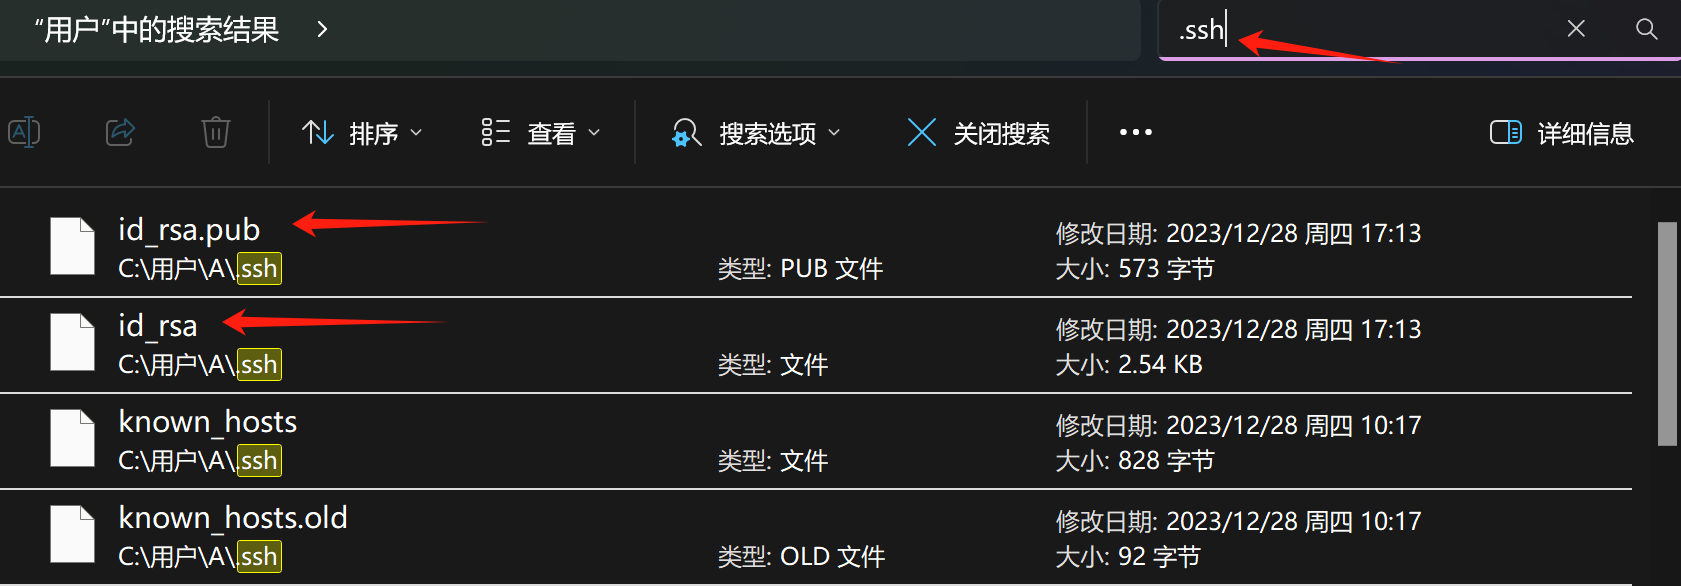 “用户”中的搜索结果
.ssh
排序
查看
搜索选项
关闭搜索
详细信息
id_rsa.pub
修改日期: 2023/12/28 周四 17:13
C:\用户\A\.ssh
类型: PUB 文件
大小: 573 字节
id_rsa
修改日期: 2023/12/28 周四 17:13
C:\用户\A\.ssh
类型: 文件
大小: 2.54 KB
known_hosts
修改日期: 2023/12/28 周四 10:17
C:\用户\A\.ssh
类型: 文件
大小: 828 字节
known_hosts.old
修改日期: 2023/12/28 周四 10:17
C:\用户\A\.ssh
类型: OLD 文件
大小: 92 字节